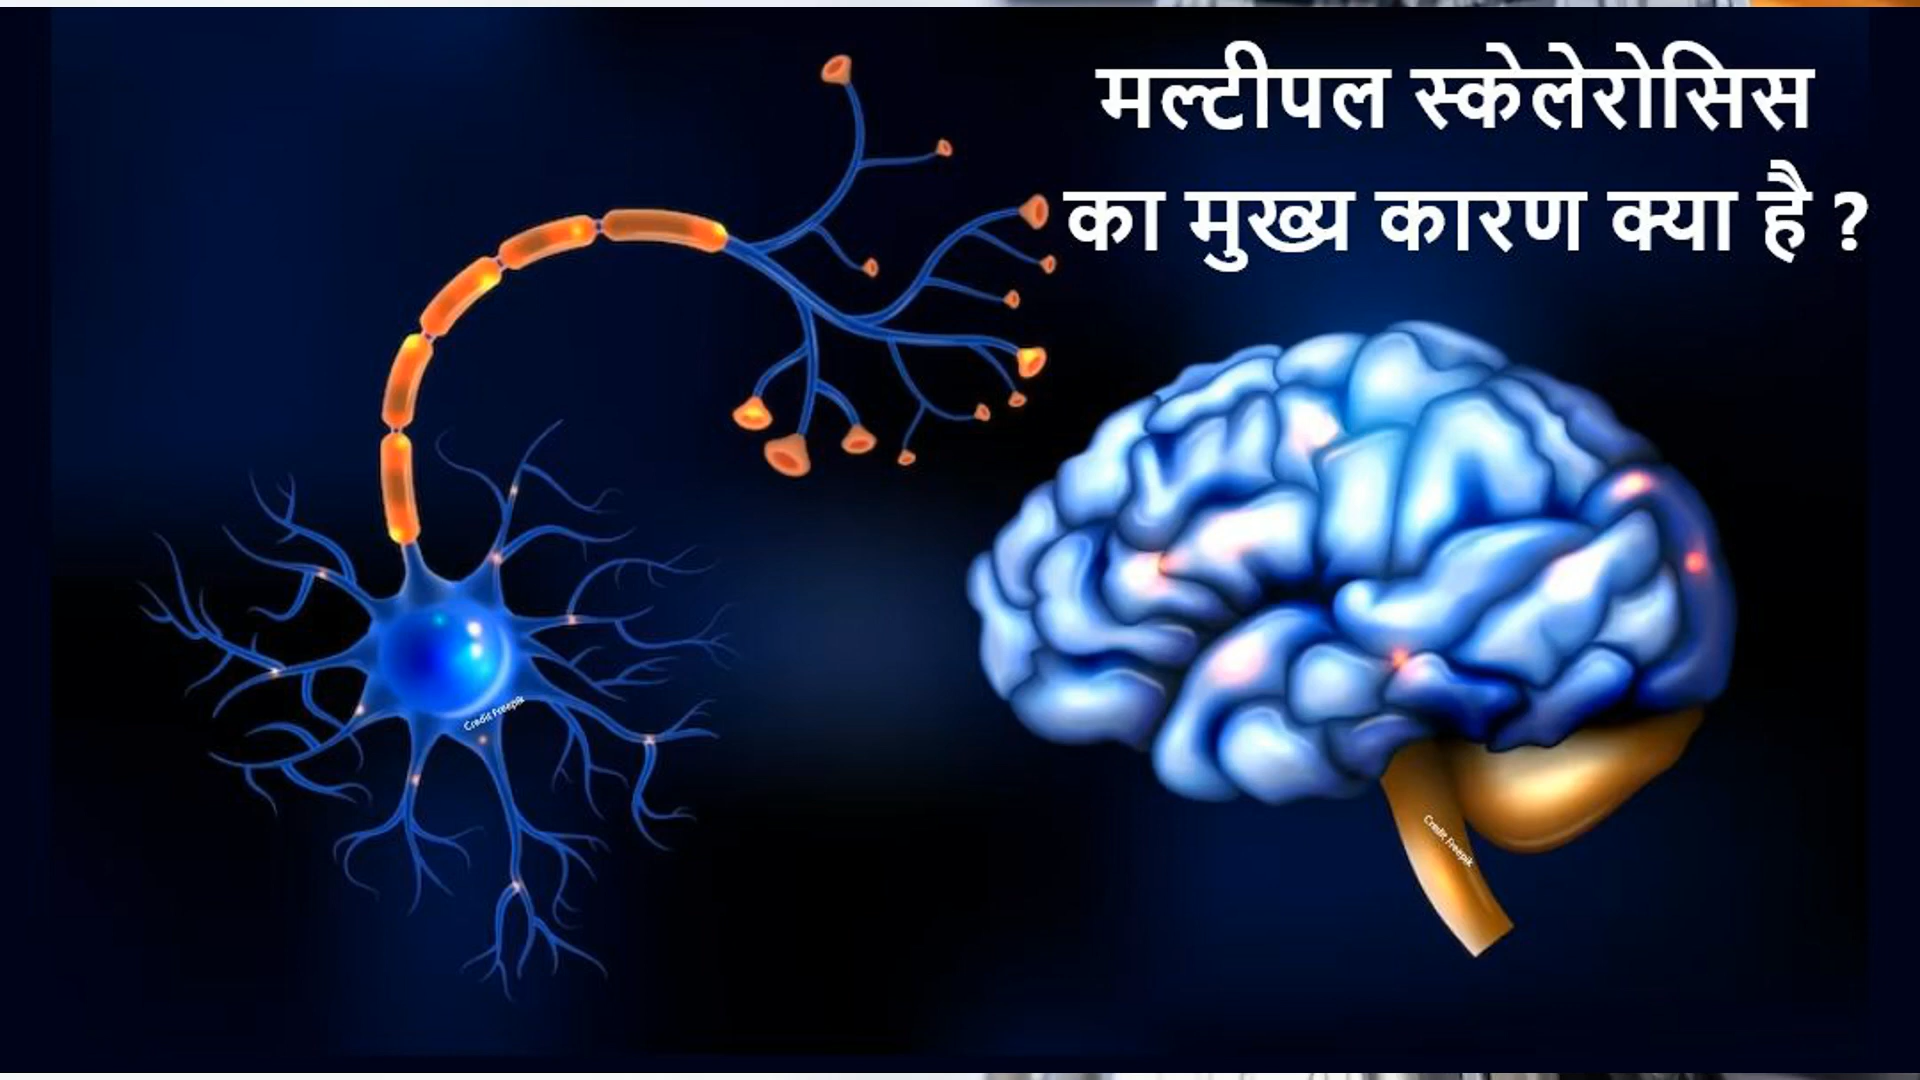 मल्टीपल स्केलेरोसिस
का मुख्य कारण क्या है ?
Credit Freepik
Credit Freepik